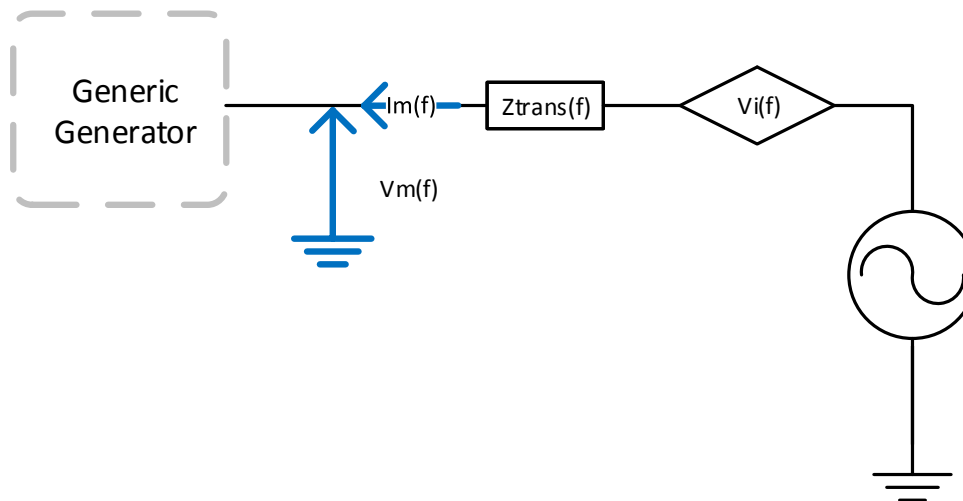 Generic
Generator
Im(f)
Ztrans(f)
Vi(f)
Vm(f)